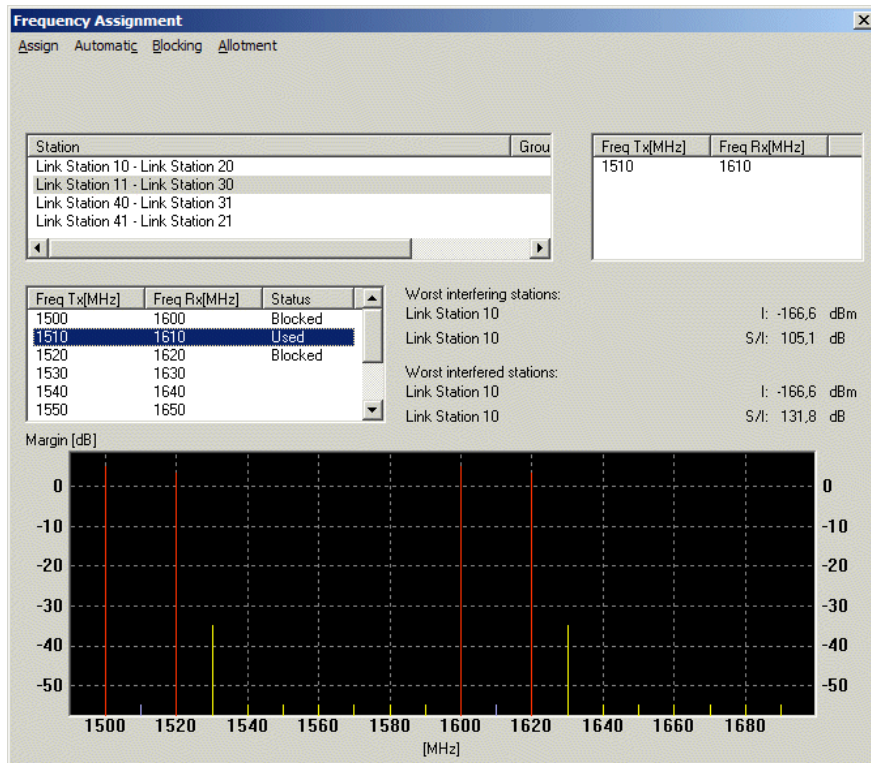 Frequency Assignment
Assign Automatic Blocking Allotment
Station Grou
Link Station 10 - Link Station 20
Link Station 11 - Link Station 30
Link Station 40 - Link Station 31
Link Station 41 - Link Station 21
Freq Tx[MHz] Freq Rx[MHz]
1510 1610
Freq Tx[MHz] Freq Rx[MHz] Status
1500 1600 Blocked
1510 1610 Used
1520 1620 Blocked
1530 1630
1540 1640
1550 1650
Worst interfering stations:
Link Station 10 I: -166,6 dBm
Link Station 10 S/I: 105,1 dB
Worst interfered stations:
Link Station 10 I: -166,6 dBm
Link Station 10 S/I: 131,8 dB
Margin [dB]
0 0
-10 -10
-20 -20
-30 -30
-40 -40
-50 -50
1500 1520 1540 1560 1580 1600 1620 1640 1660 1680
[MHz]